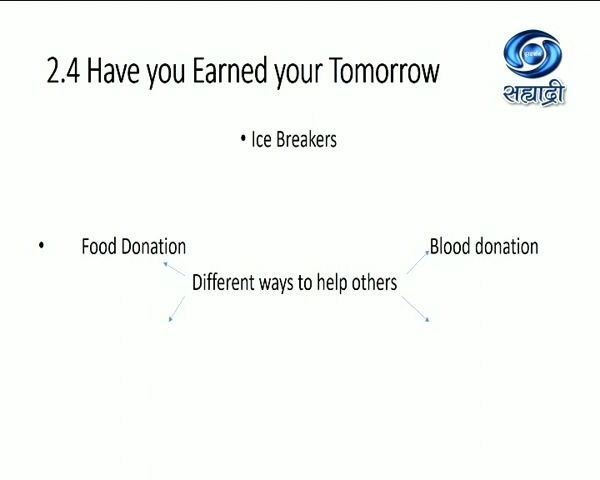 2.4 Have you Earned your Tomorrow
सह्याद्री
• Ice Breakers
• Food Donation
Blood donation
Different ways to help others